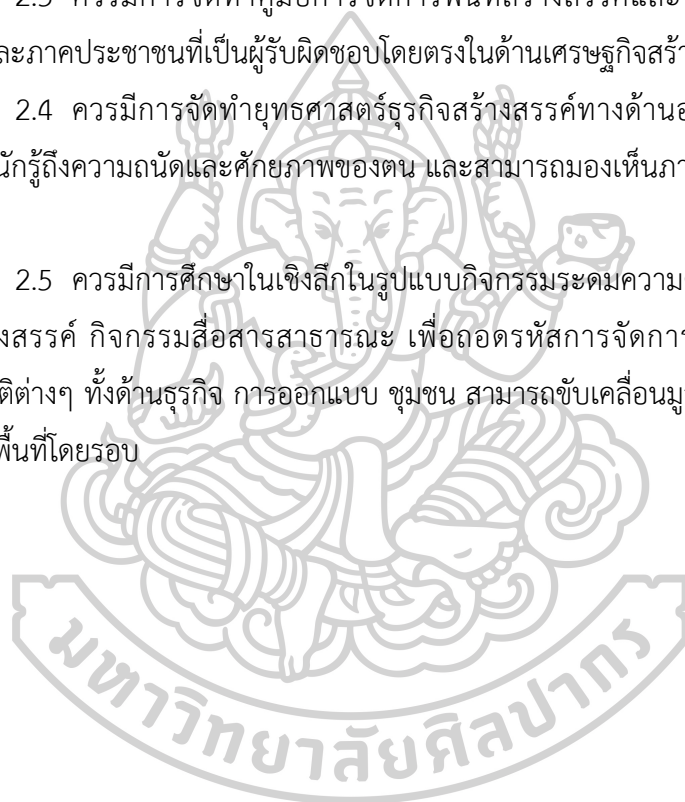 2.3 ควรมีการจัดทำคู่มือการจัดการพื้นที่สร้างสรรค์และ
ละภาคประชาชนที่เป็นผู้รับผิดชอบโดยตรงในด้านเศรษฐกิจสร้า
2.4 ควรมีการจัดทำยุทธศาสตร์ธุรกิจสร้างสรรค์ทางด้านอ
นักรู้ถึงความถนัดและศักยภาพของตน และสามารถมองเห็นภา
2.5 ควรมีการศึกษาในเชิงลึกในรูปแบบกิจกรรมระดมความ
งสรรค์ กิจกรรมสื่อสารสาธารณะ เพื่อถอดรหัสการจัดการ
ติต่างๆ ทั้งด้านธุรกิจ การออกแบบ ชุมชน สามารถขับเคลื่อนมู
พื้นที่โดยรอบ
มหาวิทยาลัยศิลปากร